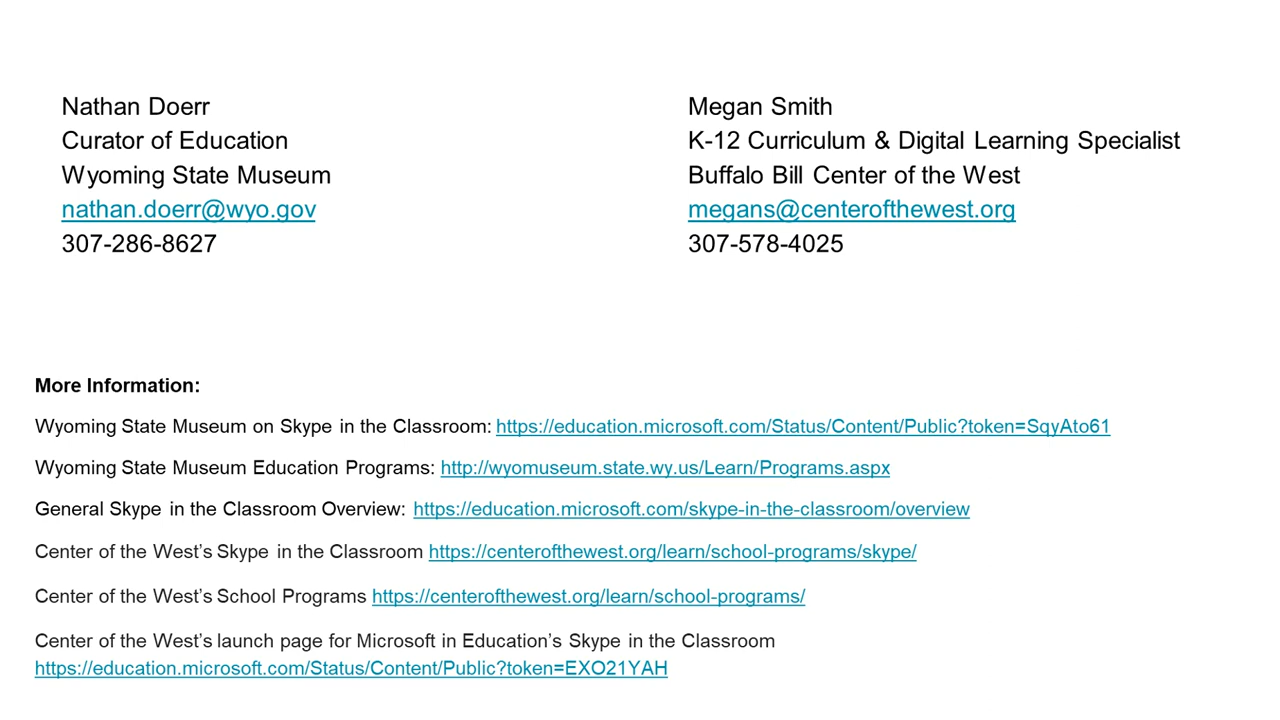 Nathan Doerr
Curator of Education
Wyoming State Museum
nathan.doerr@wyo.gov
307-286-8627
Megan Smith
K-12 Curriculum & Digital Learning Specialist
Buffalo Bill Center of the West
megans@centerofthewest.org
307-578-4025
More Information:
Wyoming State Museum on Skype in the Classroom: https://education.microsoft.com/Status/Content/Public?token=SqyAto61
Wyoming State Museum Education Programs: http://wyomuseum.state.wy.us/Learn/Programs.aspx
General Skype in the Classroom Overview: https://education.microsoft.com/skype-in-the-classroom/overview
Center of the West’s Skype in the Classroom https://centerofthewest.org/learn/school-programs/skype/
Center of the West’s School Programs https://centerofthewest.org/learn/school-programs/
Center of the West’s launch page for Microsoft in Education’s Skype in the Classroom
https://education.microsoft.com/Status/Content/Public?token=EXO21YAH